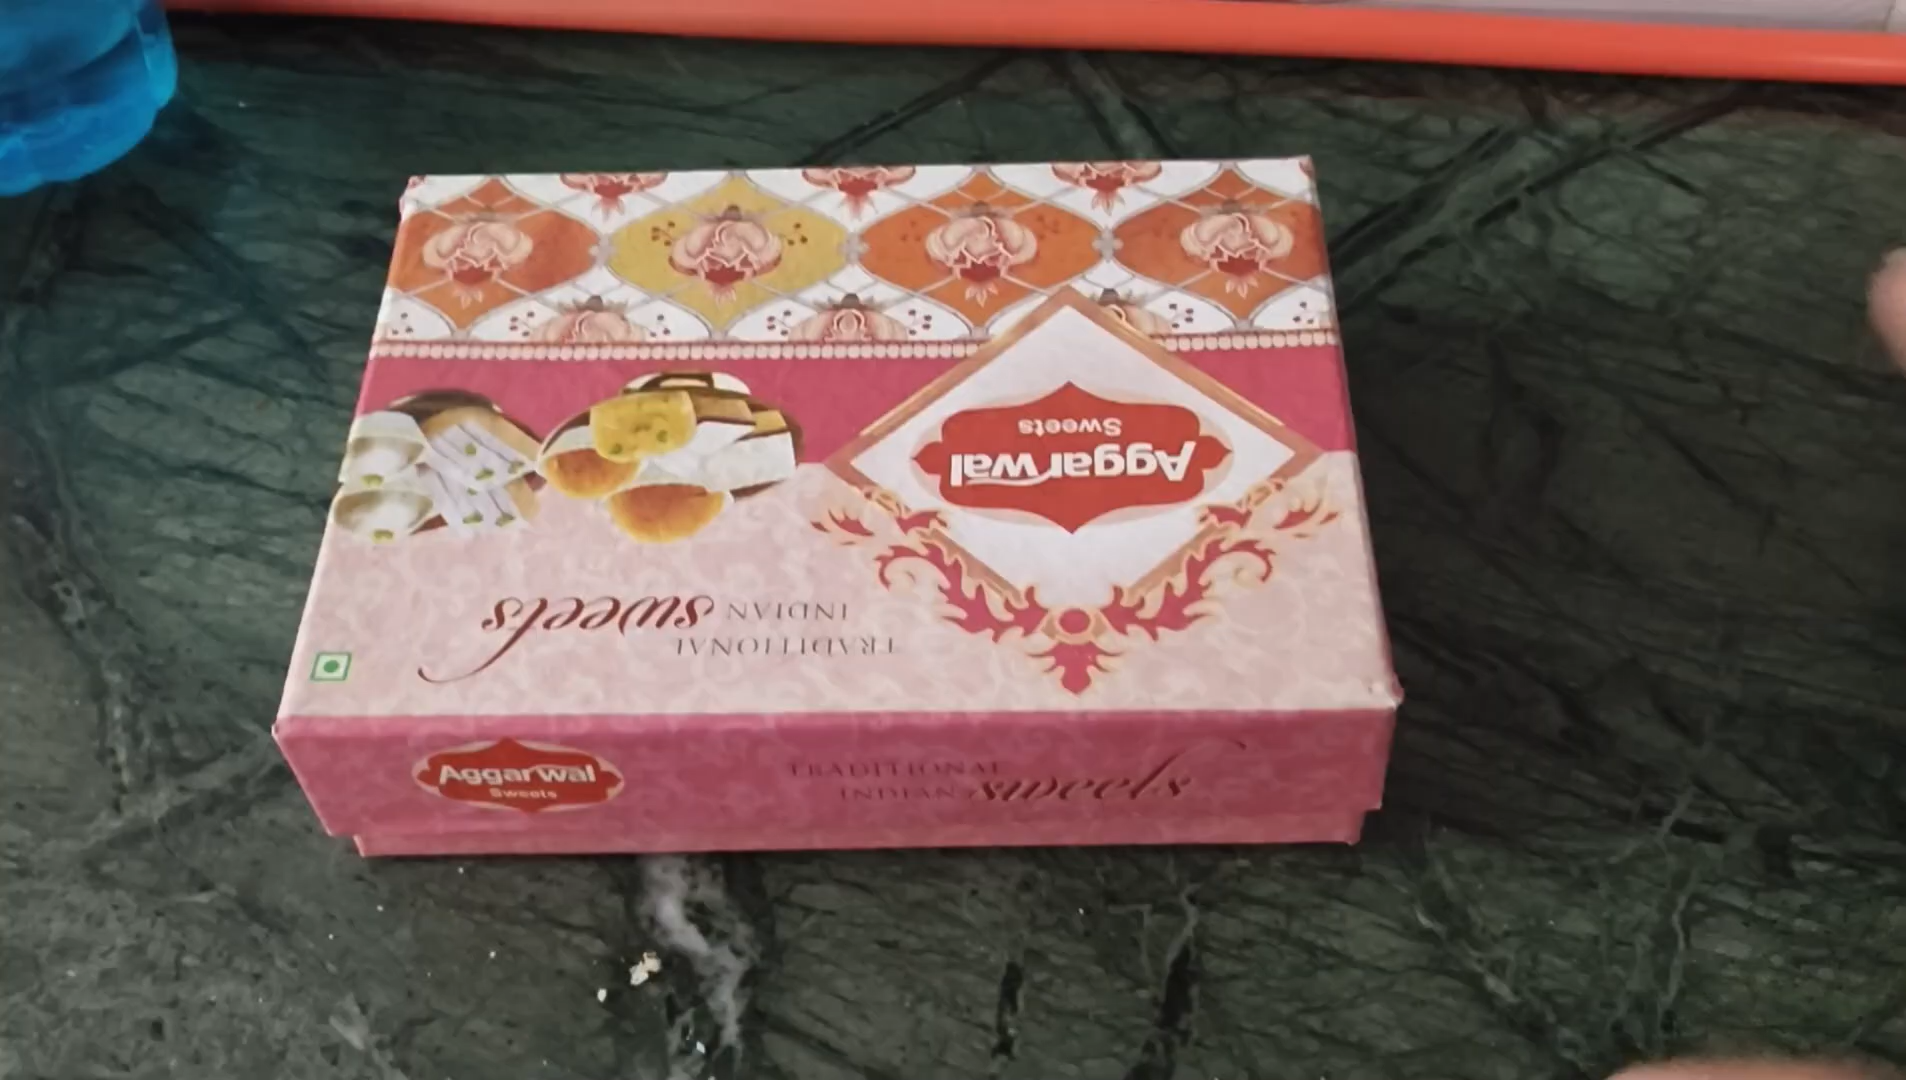 Aggarwal
Sweets
TRADITIONAL
INDIAN sweets
Aggarwal
Sweets
TRADITIONAL
INDIAN sweets